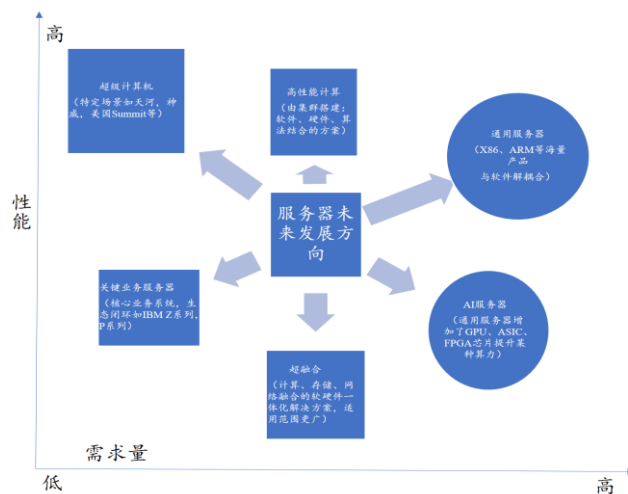 高
超级计算机
（特定场景如天河，神
威，美国Summit等）
高性能计算
（由集群搭建；
软件、硬件、算
法结合的方案）
通用服务器
（X86、ARM等海量
产品
与软件解耦合）
性
能
服务器未
来发展方
向
关键业务服务器
（核心业务系统，生
态闭环如IBM Z系列，
P系列）
AI服务器
（通用服务器增
加了GPU、ASIC、
FPGA芯片提升某
种算力）
超融合
（计算、存储、网
络融合的软硬件一
体化解决方案，适
用范围更广）
需求量
低
高